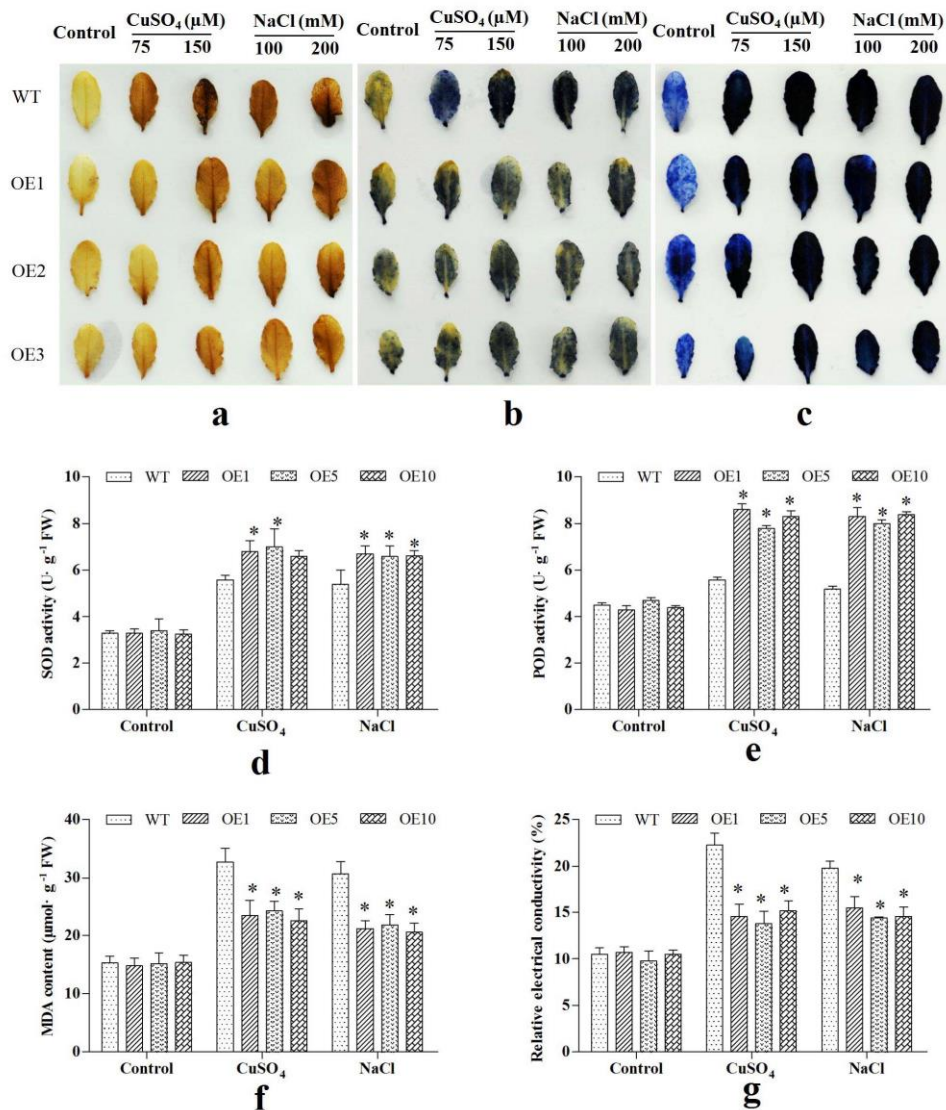 Control CuSO₄ (μM) NaCl (mM) Control CuSO₄ (μM) NaCl (mM) Control CuSO₄ (μM) NaCl (mM)
75 150 100 200 75 150 100 200 75 150 100 200
WT
OE1
OE2
OE3
a b c
WT OE1 OE5 OE10
SOD activity (U· g⁻¹ FW)
10
8
6
4
2
0
* * * * *
Control CuSO₄ NaCl
d
WT OE1 OE5 OE10
POD activity (U· g⁻¹ FW)
10
8
6
4
2
0
* * * * * *
Control CuSO₄ NaCl
e
WT OE1 OE5 OE10
MDA content (μmol· g⁻¹ FW)
40
30
20
10
0
* * * * * *
Control CuSO₄ NaCl
f
WT OE1 OE5 OE10
Relative electrical conductivity (%)
25
20
15
10
5
0
* * * * * *
Control CuSO₄ NaCl
g